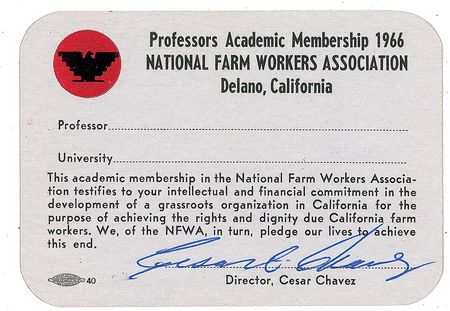 Professors Academic Membership 1966
NATIONAL FARM WORKERS ASSOCIATION
Delano, California
Professor
University
This academic membership in the National Farm Workers Associa-
tion testifies to your intellectual and financial commitment in the
development of a grassroots organization in California for the
purpose of achieving the rights and dignity due California farm
workers. We, of the NFWA, in turn, pledge our lives to achieve
this end.
Cesar E. Chavez
Director, Cesar Chavez
40